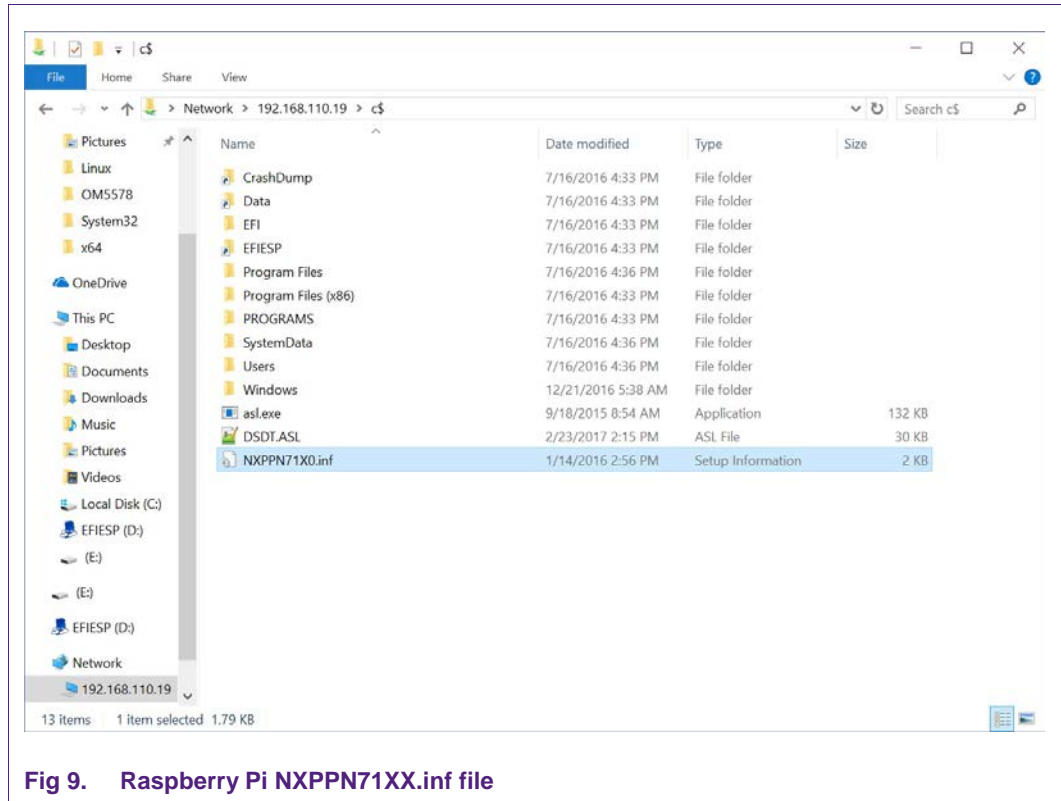 c$
File Home Share View
Network > 192.168.110.19 > c$
Search c$
Pictures
Linux
OM5578
System32
x64
OneDrive
This PC
Desktop
Documents
Downloads
Music
Pictures
Videos
Local Disk (C:)
EFIESP (D:)
(E:)
(E:)
EFIESP (D:)
Network
192.168.110.19
Name Date modified Type Size
CrashDump 7/16/2016 4:33 PM File folder
Data 7/16/2016 4:33 PM File folder
EFI 7/16/2016 4:33 PM File folder
EFIESP 7/16/2016 4:33 PM File folder
Program Files 7/16/2016 4:36 PM File folder
Program Files (x86) 7/16/2016 4:33 PM File folder
PROGRAMS 7/16/2016 4:33 PM File folder
SystemData 7/16/2016 4:36 PM File folder
Users 7/16/2016 4:36 PM File folder
Windows 12/21/2016 5:38 AM File folder
asl.exe 9/18/2015 8:54 AM Application 132 KB
DSDT.ASL 2/23/2017 2:15 PM ASL File 30 KB
NXPPN71X0.inf 1/14/2016 2:56 PM Setup Information 2 KB
13 items 1 item selected 1.79 KB
Fig 9. Raspberry Pi NXPPN71XX.inf file